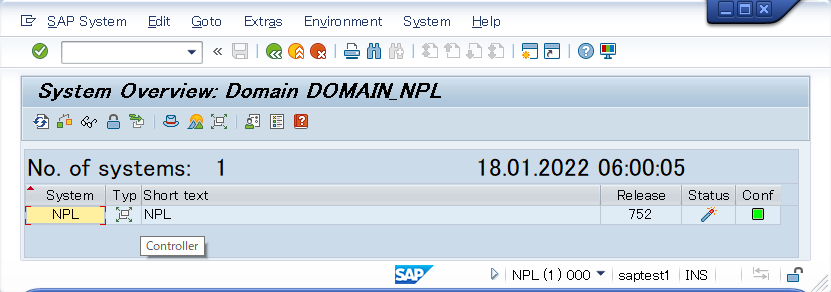 SAP System Edit Goto Extras Environment System Help
System Overview: Domain DOMAIN_NPL
No. of systems: 1 18.01.2022 06:00:05
System Typ Short text Release Status Conf
NPL NPL 752
Controller
SAP NPL (1) 000 saptest1 INS